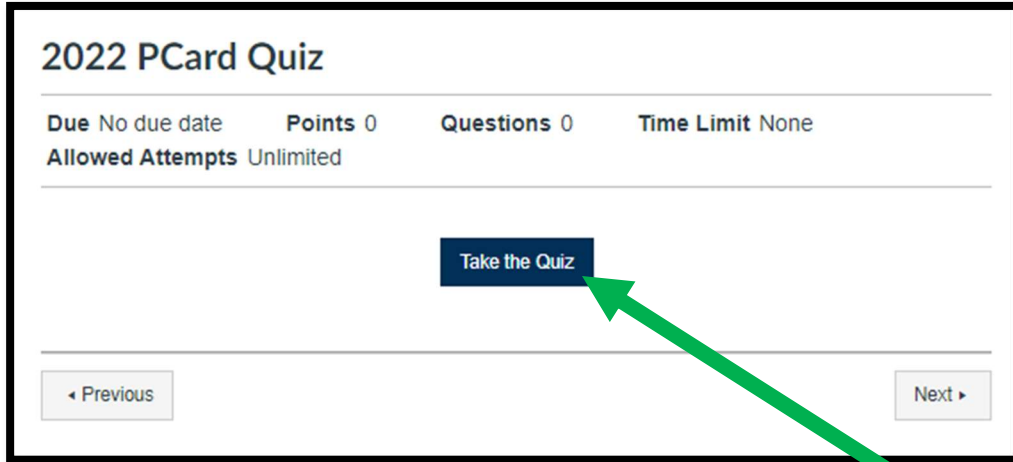 2022 PCard Quiz
Due No due date Points 0 Questions 0 Time Limit None
Allowed Attempts Unlimited
Take the Quiz
◂ Previous Next ▸